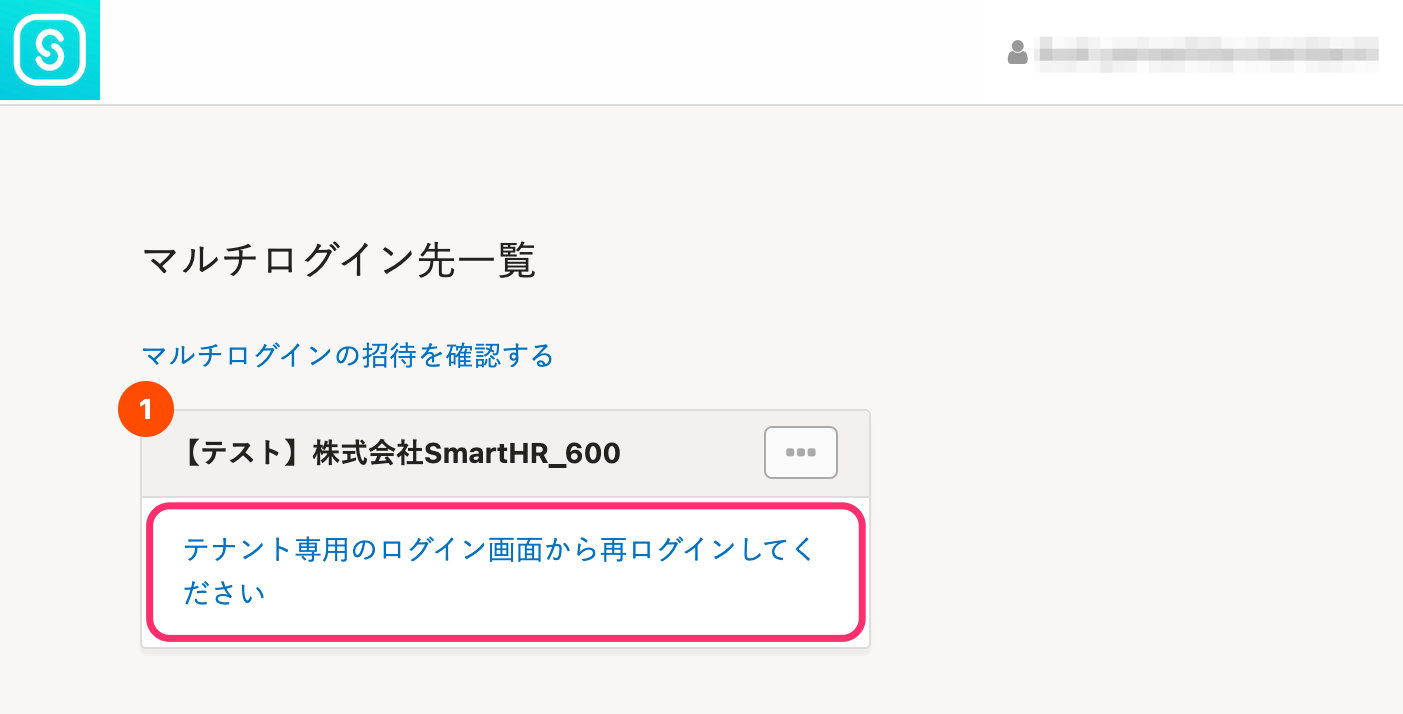 マルチログイン先一覧
マルチログインの招待を確認する
1
【テスト】株式会社SmartHR_600
テナント専用のログイン画面から再ログインしてく
ださい